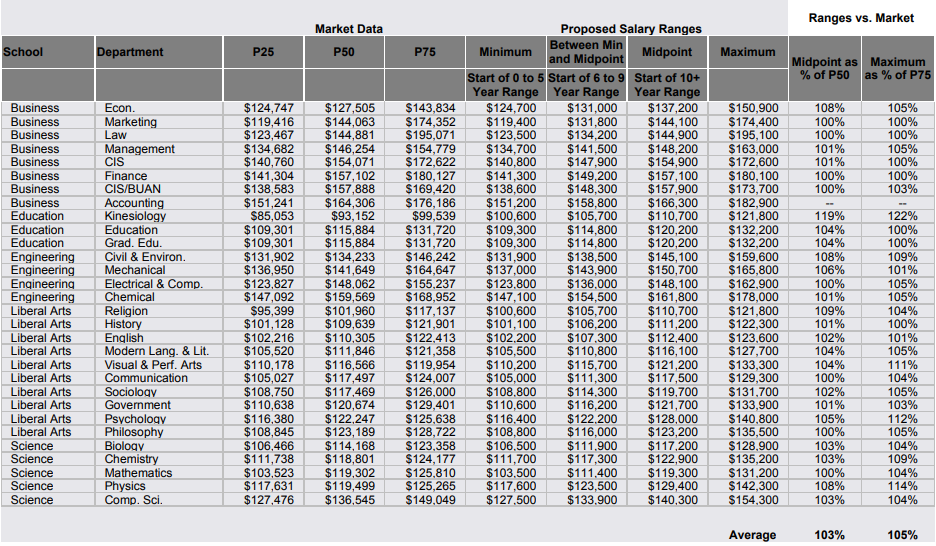 Ranges vs. Market
Market Data Proposed Salary Ranges
School Department P25 P50 P75 Minimum Between Min and Midpoint Midpoint Maximum Midpoint as % of P50 Maximum as % of P75
Start of 0 to 5 Year Range Start of 6 to 9 Year Range Start of 10+ Year Range
Business Econ. $124,747 $127,505 $143,834 $124,700 $131,000 $137,200 $150,900 108% 105%
Business Marketing $119,416 $144,063 $174,352 $119,400 $131,800 $144,100 $174,400 100% 100%
Business Law $123,467 $144,881 $195,071 $123,500 $134,200 $144,900 $195,100 100% 100%
Business Management $134,682 $146,254 $154,779 $134,700 $141,500 $148,200 $163,000 101% 105%
Business CIS $140,760 $154,071 $172,622 $140,800 $147,900 $154,900 $172,600 101% 100%
Business Finance $141,304 $157,102 $180,127 $141,300 $149,200 $157,100 $180,100 100% 100%
Business CIS/BUAN $138,583 $157,888 $169,420 $138,600 $148,300 $157,900 $173,700 100% 103%
Business Accounting $151,241 $164,306 $176,186 $151,200 $158,800 $166,300 $182,900 -- --
Education Kinesiology $85,053 $93,152 $99,539 $100,600 $105,700 $110,700 $121,800 119% 122%
Education Education $109,301 $115,884 $131,720 $109,300 $114,800 $120,200 $132,200 104% 100%
Education Grad. Edu. $109,301 $115,884 $131,720 $109,300 $114,800 $120,200 $132,200 104% 100%
Engineering Civil & Environ. $131,902 $134,233 $146,242 $131,900 $138,500 $145,100 $159,600 108% 109%
Engineering Mechanical $136,950 $141,649 $164,647 $137,000 $143,900 $150,700 $165,800 106% 101%
Engineering Electrical & Comp. $123,827 $148,062 $155,237 $123,800 $136,000 $148,100 $162,900 100% 105%
Engineering Chemical $147,092 $159,569 $168,952 $147,100 $154,500 $161,800 $178,000 101% 105%
Liberal Arts Religion $95,399 $101,960 $117,137 $100,600 $105,700 $110,700 $121,800 109% 104%
Liberal Arts History $101,128 $109,639 $121,901 $101,100 $106,200 $111,200 $122,300 101% 100%
Liberal Arts English $102,216 $110,305 $122,413 $102,200 $107,300 $112,400 $123,600 102% 101%
Liberal Arts Modern Lang. & Lit. $105,520 $111,846 $121,358 $105,500 $110,800 $116,100 $127,700 104% 105%
Liberal Arts Visual & Perf. Arts $110,178 $116,566 $119,954 $110,200 $115,700 $121,200 $133,300 104% 111%
Liberal Arts Communication $105,027 $117,497 $124,007 $105,000 $111,300 $117,500 $129,300 100% 104%
Liberal Arts Sociology $108,750 $117,469 $126,000 $108,800 $114,300 $119,700 $131,700 102% 105%
Liberal Arts Government $110,638 $120,674 $129,401 $110,600 $116,200 $121,700 $133,900 101% 103%
Liberal Arts Psychology $116,380 $122,247 $125,638 $116,400 $122,200 $128,000 $140,800 105% 112%
Liberal Arts Philosophy $108,845 $123,189 $128,722 $108,800 $116,000 $123,200 $135,500 100% 105%
Science Biology $106,466 $114,168 $123,358 $106,500 $111,900 $117,200 $128,900 103% 104%
Science Chemistry $111,738 $118,801 $124,177 $111,700 $117,300 $122,900 $135,200 103% 109%
Science Mathematics $103,523 $119,302 $125,810 $103,500 $111,400 $119,300 $131,200 100% 104%
Science Physics $117,631 $119,499 $125,265 $117,600 $123,500 $129,400 $142,300 108% 114%
Science Comp. Sci. $127,476 $136,545 $149,049 $127,500 $133,900 $140,300 $154,300 103% 104%
Average 103% 105%